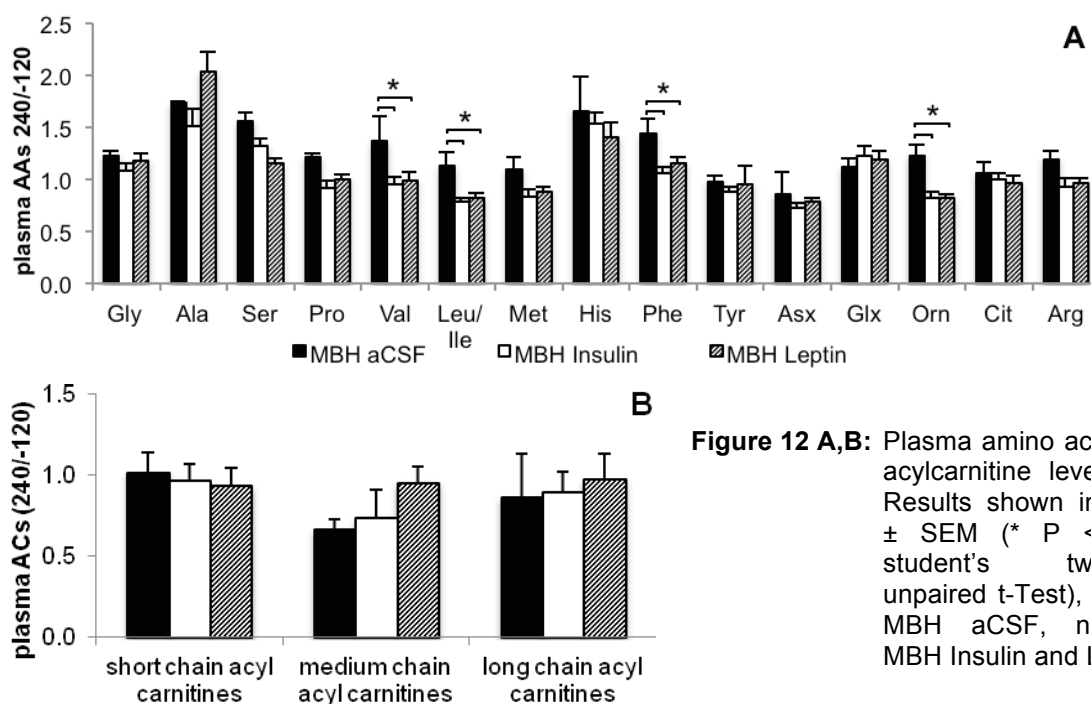 A
plasma AAs 240/-120
2.5
2.0
1.5
1.0
0.5
0.0
Gly Ala Ser Pro Val Leu/ Ile Met His Phe Tyr Asx Glx Orn Cit Arg
* * * *
MBH aCSF MBH Insulin MBH Leptin
B
plasma ACs (240/-120)
1.5
1.0
0.5
0.0
short chain acyl carnitines
medium chain acyl carnitines
long chain acyl carnitines
Figure 12 A,B: Plasma amino ac
acylcarnitine leve
Results shown in
± SEM (* P <
student's tw
unpaired t-Test),
MBH aCSF, n
MBH Insulin and